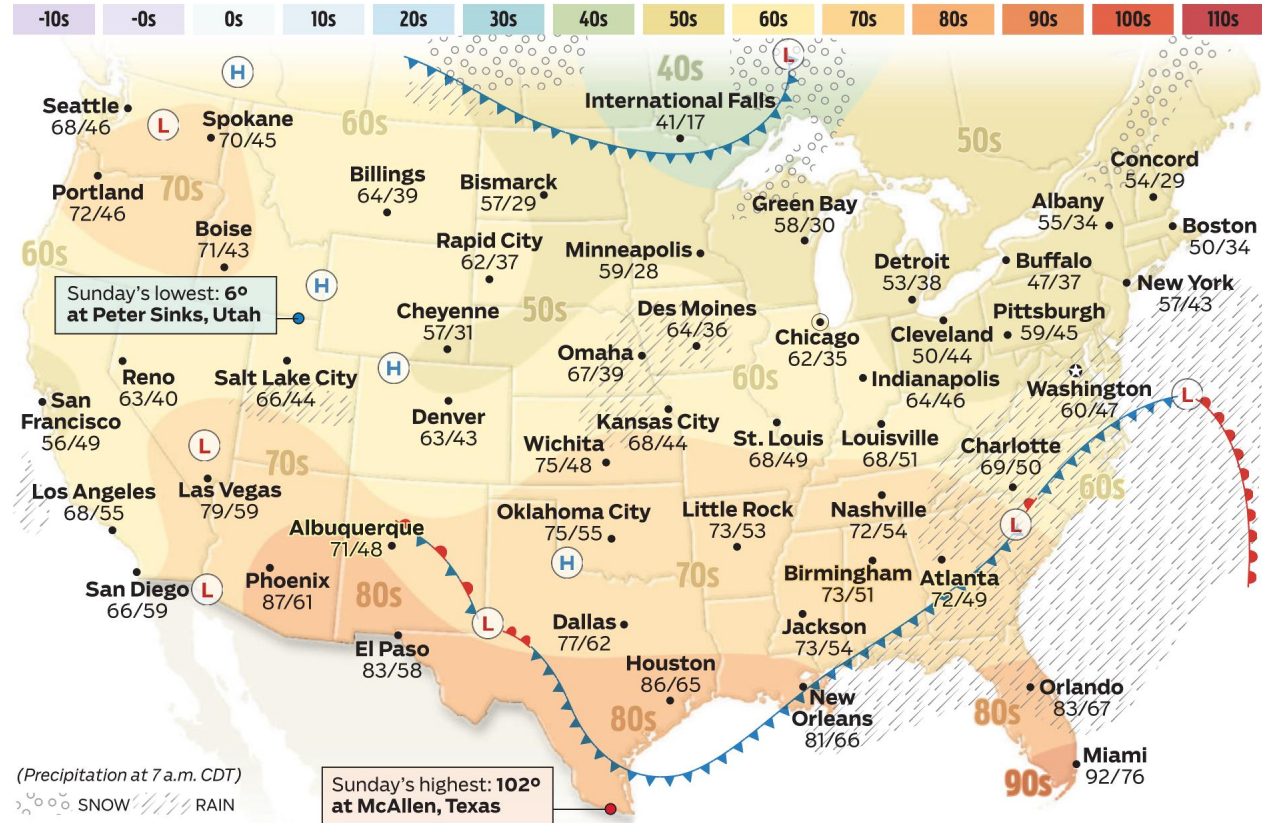 -10s -0s 0s 10s 20s 30s 40s 50s 60s 70s 80s 90s 100s 110s
H
L
40s
International Falls
41/17
Seattle
68/46
L
Spokane
70/45
60s
50s
Concord
54/29
Portland
72/46
70s
Billings
64/39
Bismarck
57/29
Green Bay
58/30
Albany
55/34
Boston
50/34
Boise
71/43
60s
Rapid City
62/37
Minneapolis
59/28
Detroit
53/38
Buffalo
47/37
New York
57/43
Sunday's lowest: 6º
at Peter Sinks, Utah
H
Cheyenne
57/31
50s
Des Moines
64/36
Chicago
62/35
Cleveland
50/44
Pittsburgh
59/45
Omaha
67/39
Reno
63/40
Salt Lake City
66/44
H
60s
Indianapolis
64/46
Washington
60/47
L
San
Francisco
56/49
Denver
63/43
Kansas City
68/44
St. Louis
68/49
Louisville
68/51
Charlotte
69/50
L
70s
Wichita
75/48
60s
Los Angeles
68/55
Las Vegas
79/59
Albuquerque
71/48
Oklahoma City
75/55
Little Rock
73/53
Nashville
72/54
L
H
San Diego
66/59
L
Phoenix
87/61
80s
70s
Birmingham
73/51
Atlanta
72/49
L
Dallas
77/62
Jackson
73/54
El Paso
83/58
Houston
86/65
80s
New
Orleans
81/66
80s
Orlando
83/67
Miami
92/76
90s
(Precipitation at 7 a.m. CDT)
SNOW RAIN
Sunday's highest: 102º
at McAllen, Texas